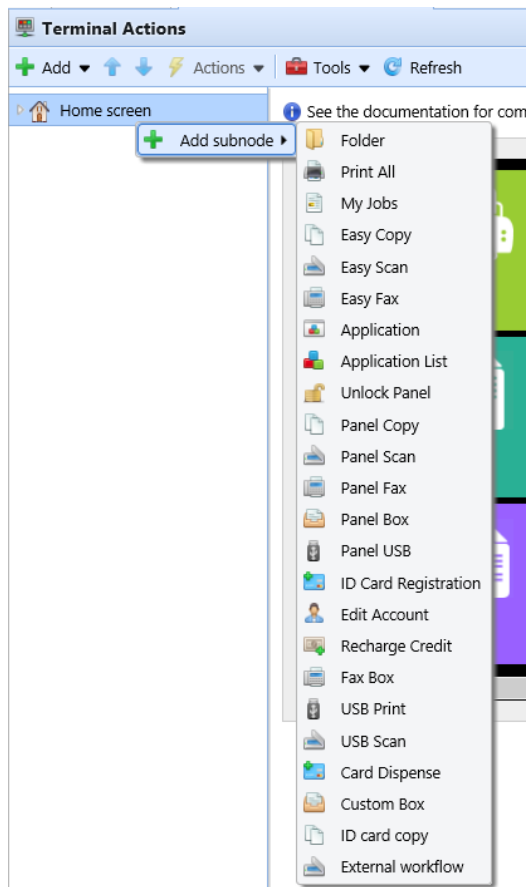 Terminal Actions
Add Actions Tools Refresh
Home screen
See the documentation for com
Add subnode
Folder
Print All
My Jobs
Easy Copy
Easy Scan
Easy Fax
Application
Application List
Unlock Panel
Panel Copy
Panel Scan
Panel Fax
Panel Box
Panel USB
ID Card Registration
Edit Account
Recharge Credit
Fax Box
USB Print
USB Scan
Card Dispense
Custom Box
ID card copy
External workflow